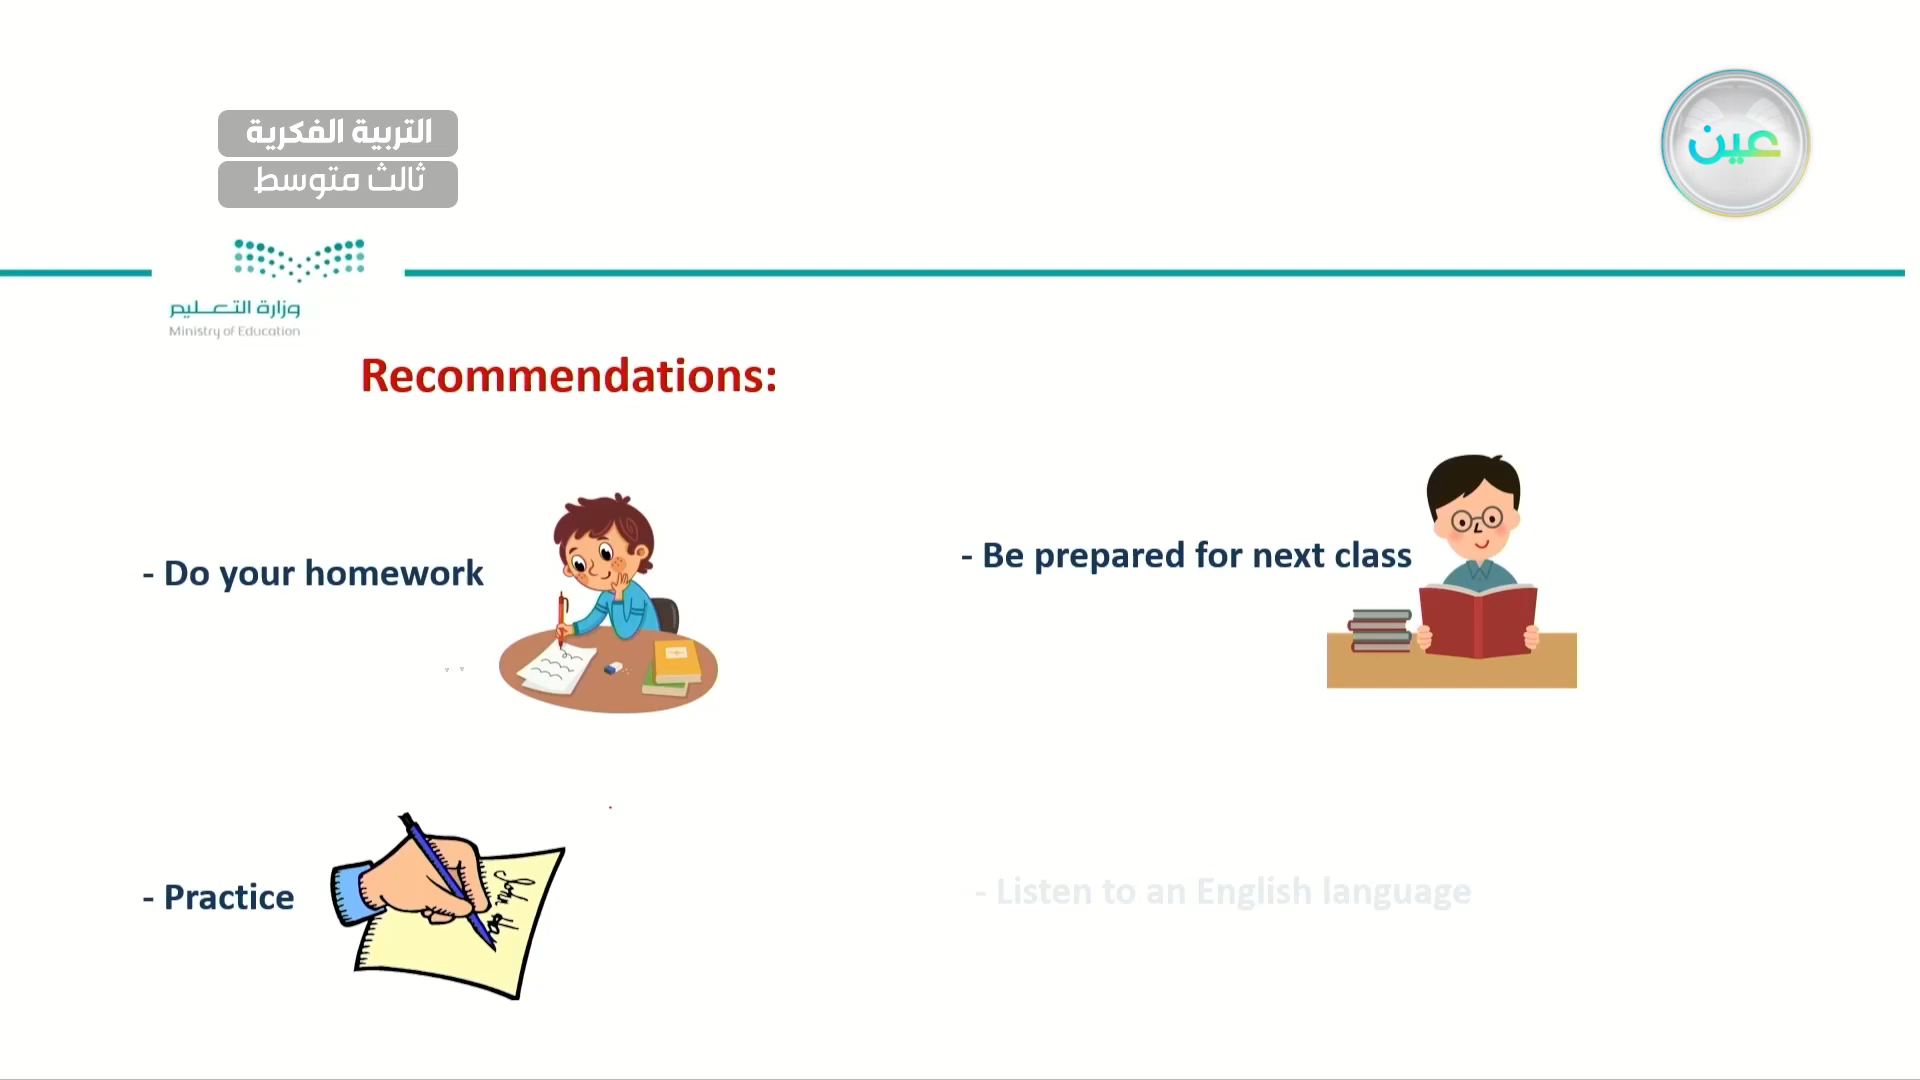 التربية الفكرية
ثالث متوسط
عين
وزارة التعليم
Ministry of Education
Recommendations:
- Do your homework
- Be prepared for next class
- Practice
- Listen to an English language